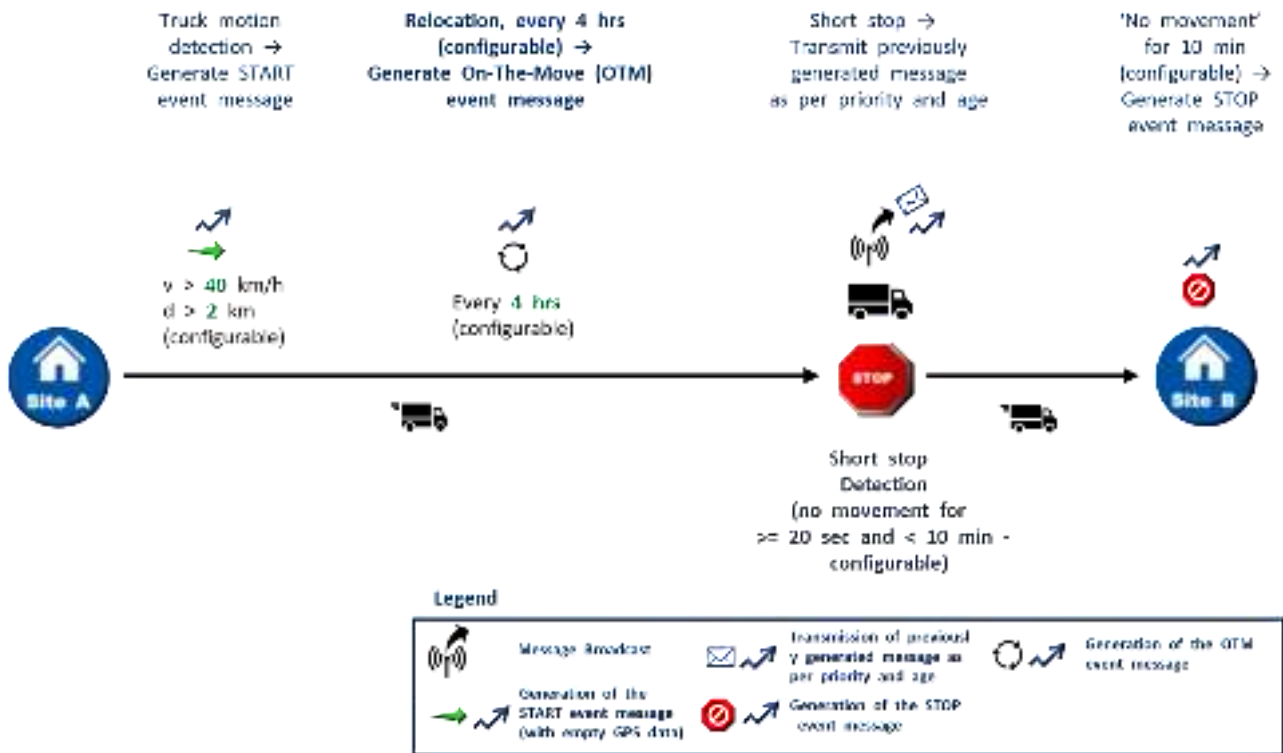 Truck motion
detection →
Generate START
event message
Relocation, every 4 hrs
(configurable) →
Generate On-The-Move (OTM)
event message
Short stop →
Transmit previously
generated message
as per priority and age
'No movement'
for 10 min
(configurable) →
Generate STOP
event message
v > 40 km/h
d > 2 km
(configurable)
Every 4 hrs
(configurable)
Site A
STOP
Site B
Short stop
Detection
(no movement for
>= 20 sec and < 10 min -
configurable)
Legend
Message Broadcast
Transmission of previousl
y generated message as
per priority and age
Generation of the OTM
event message
Generation of the
START event message
(with empty GPS data)
Generation of the STOP
event message